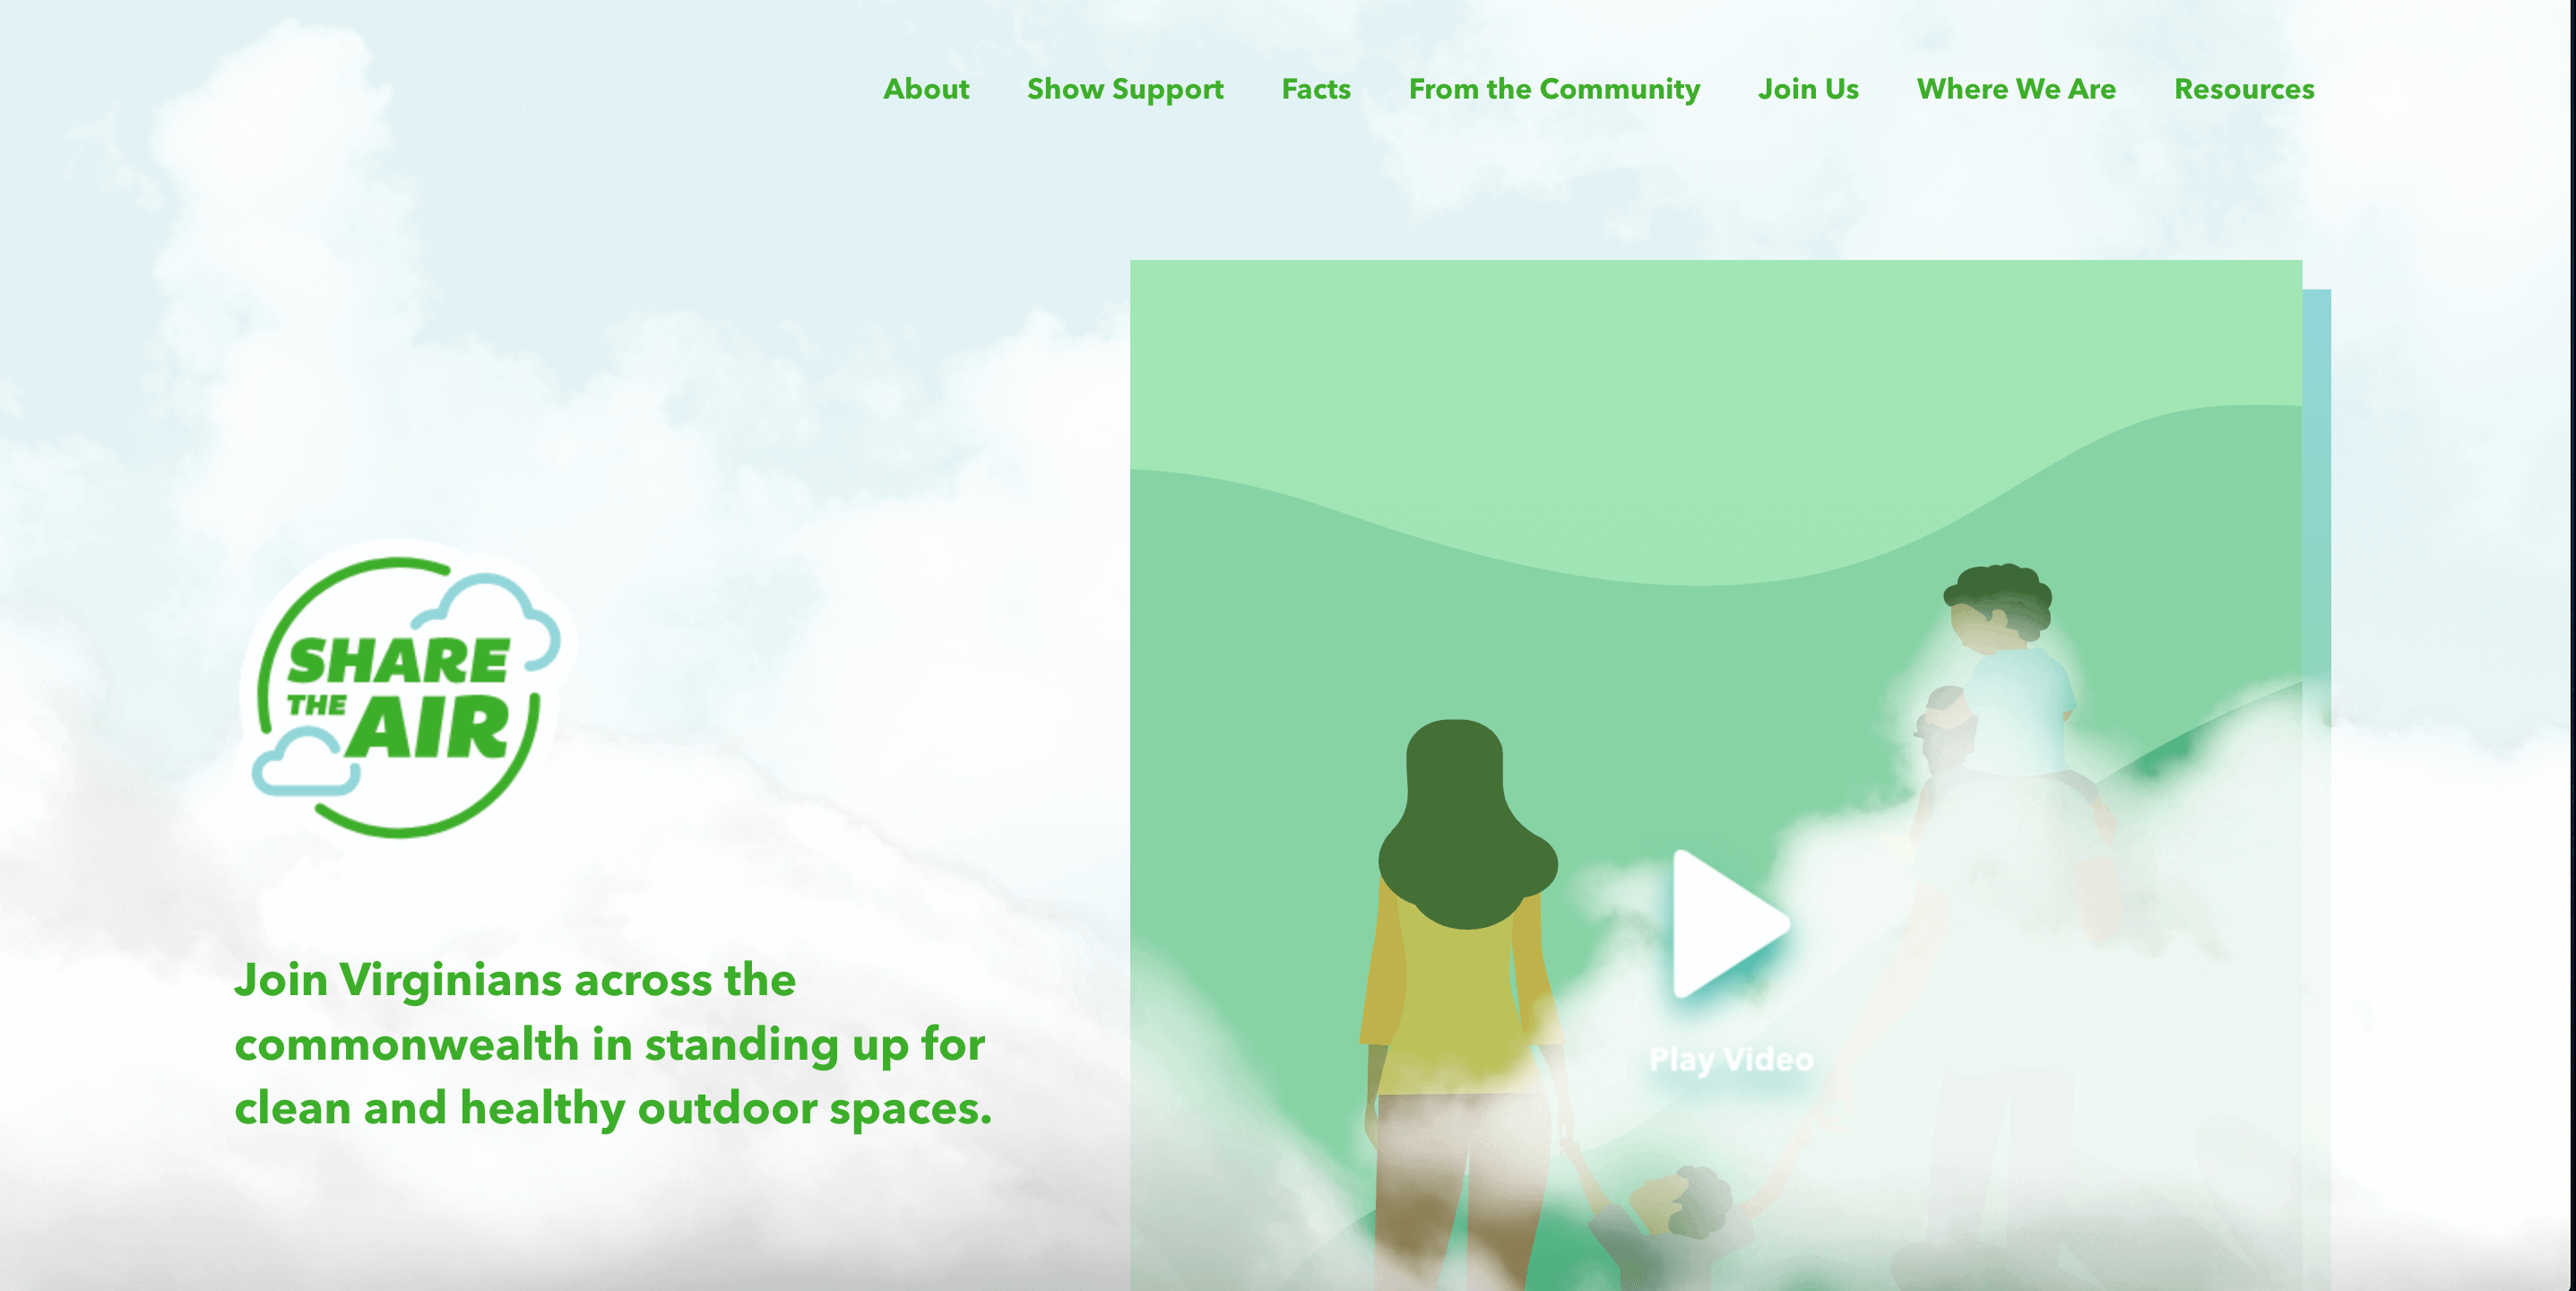 About Show Support Facts From the Community Join Us Where We Are Resources
SHARE
THE AIR
Join Virginians across the
commonwealth in standing up for
clean and healthy outdoor spaces.
Play Video